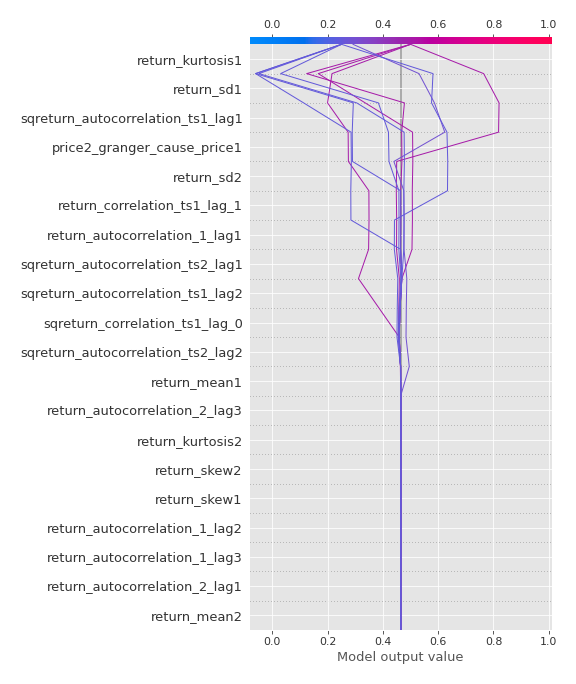 0.0 0.2 0.4 0.6 0.8 1.0
return_kurtosis1
return_sd1
sqreturn_autocorrelation_ts1_lag1
price2_granger_cause_price1
return_sd2
return_correlation_ts1_lag_1
return_autocorrelation_1_lag1
sqreturn_autocorrelation_ts2_lag1
sqreturn_autocorrelation_ts1_lag2
sqreturn_correlation_ts1_lag_0
sqreturn_autocorrelation_ts2_lag2
return_mean1
return_autocorrelation_2_lag3
return_kurtosis2
return_skew2
return_skew1
return_autocorrelation_1_lag2
return_autocorrelation_1_lag3
return_autocorrelation_2_lag1
return_mean2
0.0 0.2 0.4 0.6 0.8 1.0
Model output value